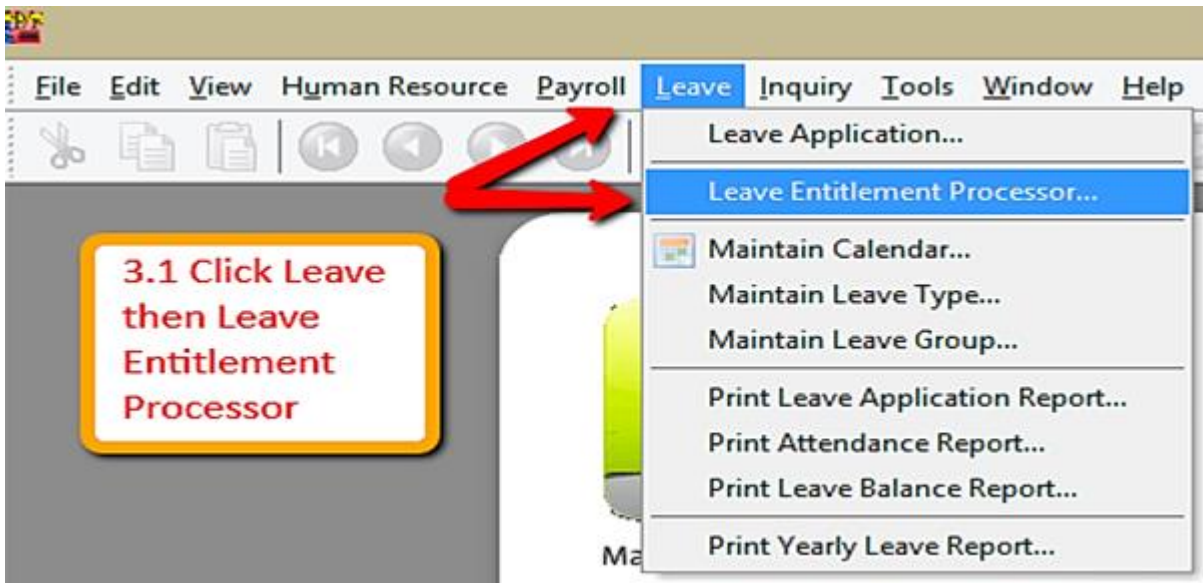 File Edit View Human Resource Payroll Leave Inquiry Tools Window Help
Leave Application...
Leave Entitlement Processor...
Maintain Calendar...
Maintain Leave Type...
Maintain Leave Group...
Print Leave Application Report...
Print Attendance Report...
Print Leave Balance Report...
Print Yearly Leave Report...
3.1 Click Leave
then Leave
Entitlement
Processor
Ma